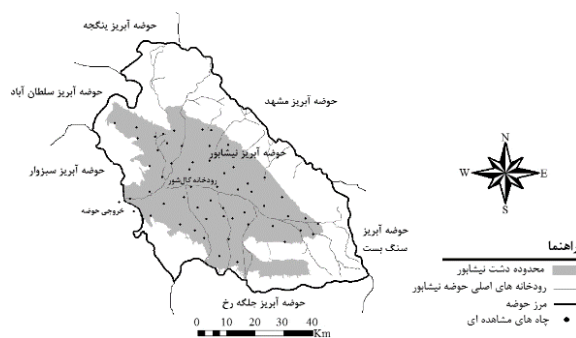 حوضه آبریز ینگجه
حوضه آبریز سلطان آباد
حوضه آبریز مشهد
حوضه آبریز نیشابور
حوضه آبریز سبزوار
رودخانه کال‌شور
خروجی حوضه
حوضه آبریز
سنگ بست
حوضه آبریز جلگه رخ
N
W
E
S
0 10 20 30 40
Km
راهنما
محدوده دشت نیشابور
رودخانه های اصلی حوضه نیشابور
مرز حوضه
چاه های مشاهده ای